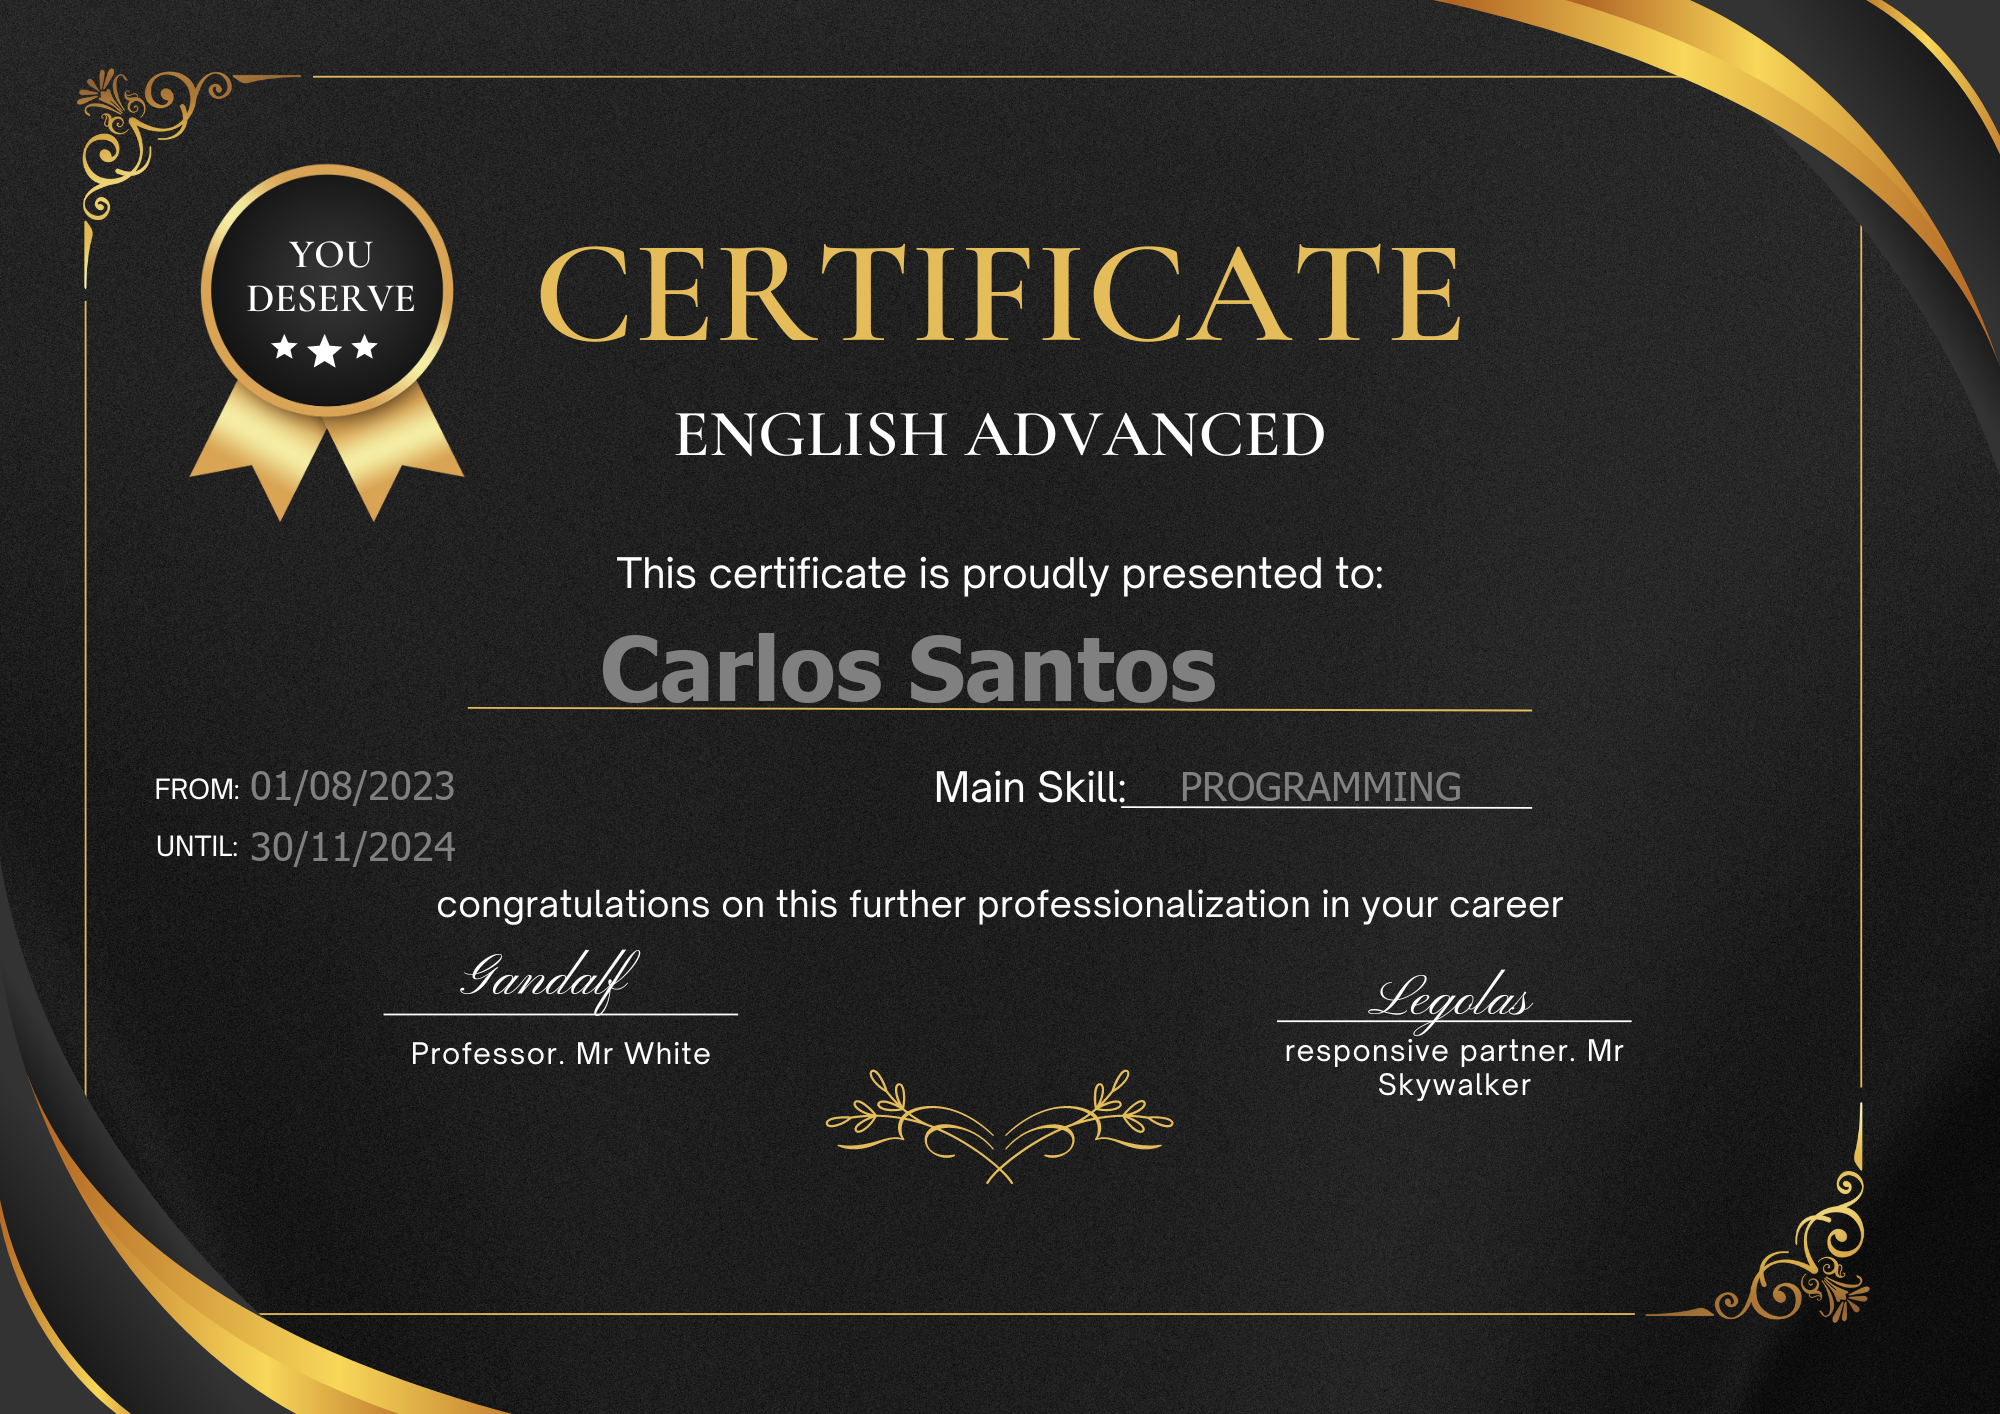 YOU
DESERVE
CERTIFICATE
ENGLISH ADVANCED
This certificate is proudly presented to:
Carlos Santos
FROM: 01/08/2023
Main Skill: PROGRAMMING
UNTIL: 30/11/2024
congratulations on this further professionalization in your career
Gandalf
Professor. Mr White
Legolas
responsive partner. Mr
Skywalker